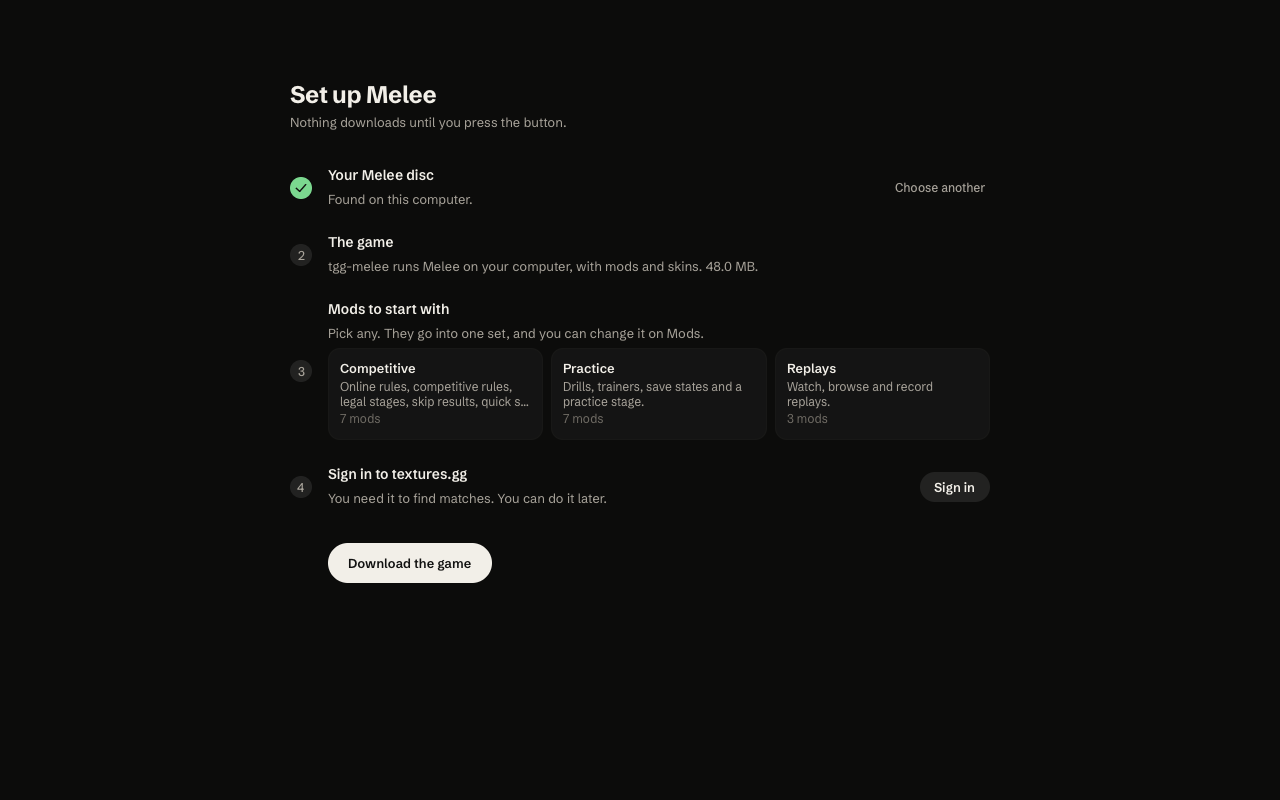 Set up Melee
Nothing downloads until you press the button.
Your Melee disc
Found on this computer.
Choose another
2
The game
tgg-melee runs Melee on your computer, with mods and skins. 48.0 MB.
Mods to start with
Pick any. They go into one set, and you can change it on Mods.
3
Competitive
Online rules, competitive rules,
legal stages, skip results, quick s...
7 mods
Practice
Drills, trainers, save states and a
practice stage.
7 mods
Replays
Watch, browse and record
replays.
3 mods
4
Sign in to textures.gg
You need it to find matches. You can do it later.
Sign in
Download the game